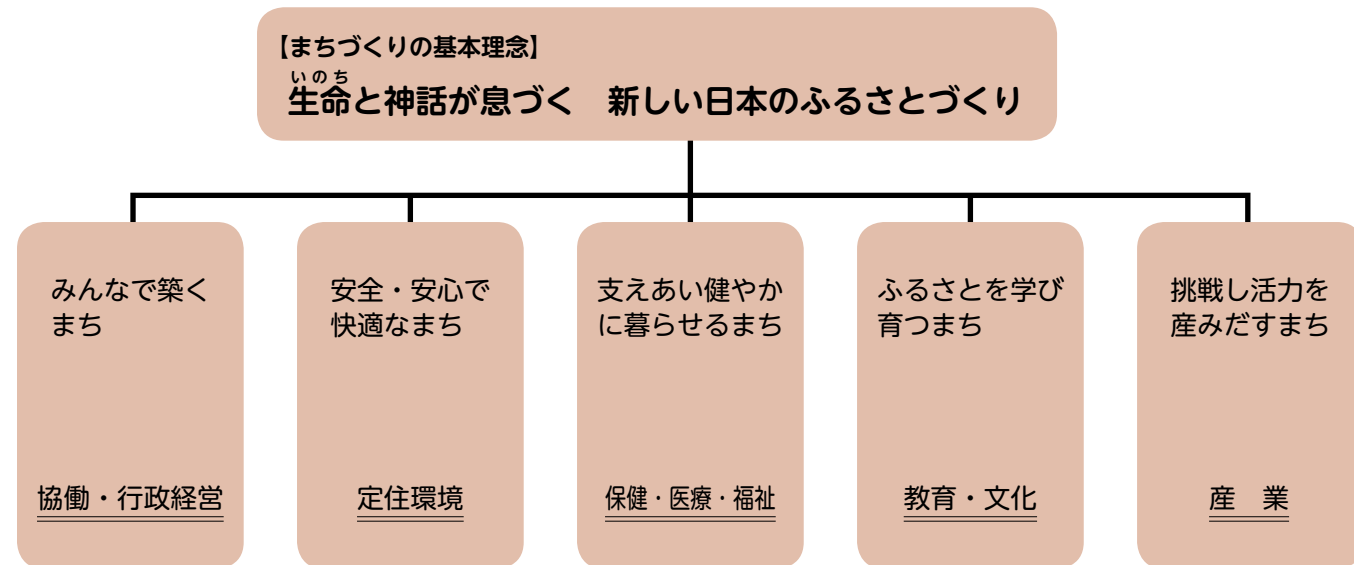 【まちづくりの基本理念】
いのち
生命と神話が息づく　新しい日本のふるさとづくり
みんなで築く
まち
協働・行政経営
安全・安心で
快適なまち
定住環境
支えあい健やか
に暮らせるまち
保健・医療・福祉
ふるさとを学び
育つまち
教育・文化
挑戦し活力を
産みだすまち
産　業